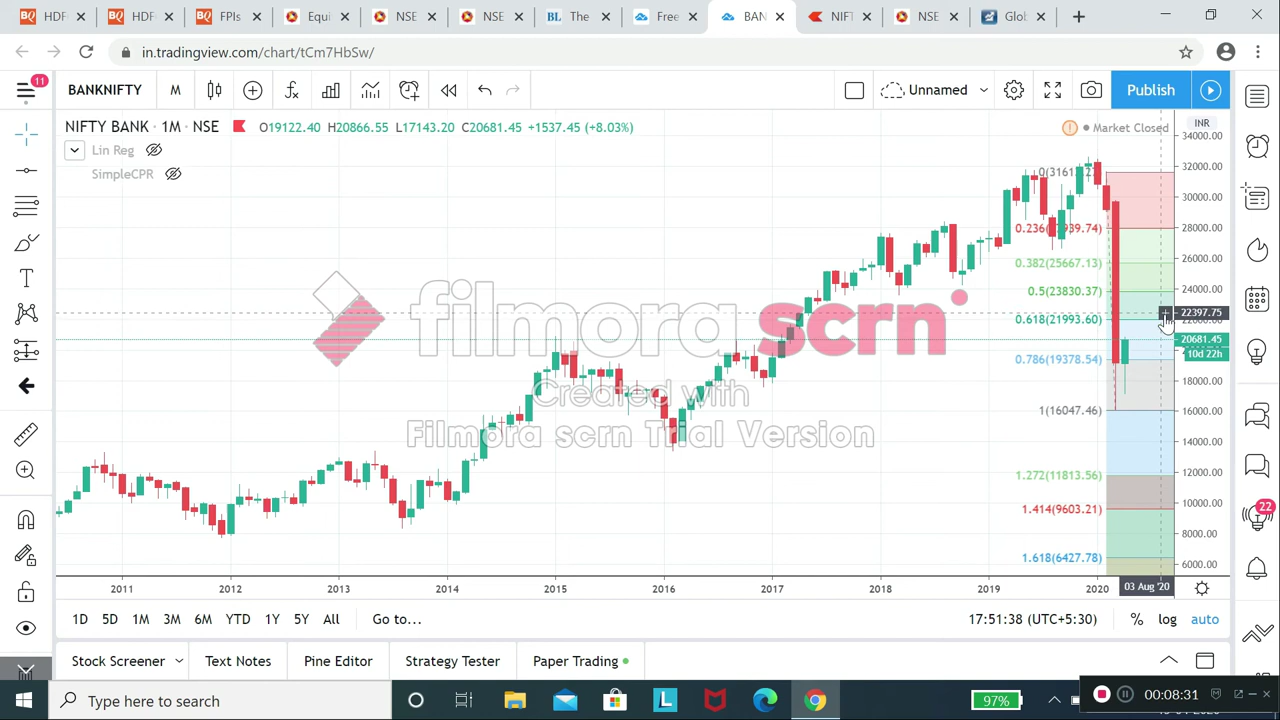 HDF
HDF
FPIs
Equi
NSE
NSE
BL The
Free
BAN
NIFT
NSE
Glob
in.tradingview.com/chart/tCm7HbSw/
11
BANKNIFTY
M
Unnamed
Publish
NIFTY BANK · 1M · NSE
O19122.40 H20866.55 L17143.20 C20681.45 +1537.45 (+8.03%)
Market Closed
INR
Lin Reg
SimpleCPR
34000.00
32000.00
30000.00
28000.00
26000.00
24000.00
22397.75
20681.45
10d 22h
18000.00
16000.00
14000.00
12000.00
10000.00
8000.00
6000.00
0.382(25667.13)
0.5(23830.37)
0.618(21993.60)
0.786(19378.54)
1(16047.46)
1.272(11813.56)
1.414(9603.21)
1.618(6427.78)
filmora scrn
Created with
Filmora scrn Trial Version
2011 2012 2013 2014 2015 2016 2017 2018 2019 2020
03 Aug '20
1D 5D 1M 3M 6M YTD 1Y 5Y All Go to...
17:51:38 (UTC+5:30) % log auto
22
Stock Screener Text Notes Pine Editor Strategy Tester Paper Trading
Type here to search
L
97%
00:08:31